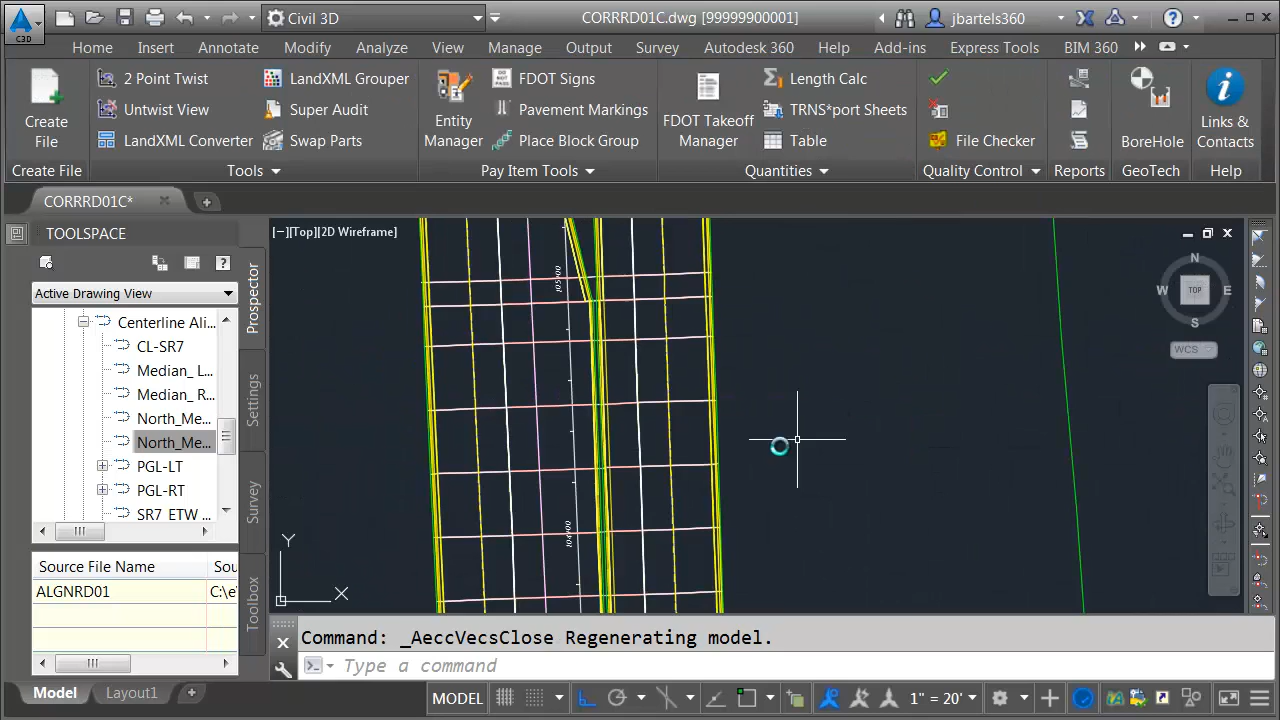 C3D
Civil 3D
CORRRD01C.dwg [99999900001]
jbartels360
Home Insert Annotate Modify Analyze View Manage Output Survey Autodesk 360 Help Add-ins Express Tools BIM 360
Create File
2 Point Twist
Untwist View
LandXML Converter
LandXML Grouper
Super Audit
Swap Parts
Entity Manager
FDOT Signs
Pavement Markings
Place Block Group
FDOT Takeoff Manager
Length Calc
TRNS*port Sheets
Table
File Checker
BoreHole
Links & Contacts
Create File Tools Pay Item Tools Quantities Quality Control Reports GeoTech Help
CORRRD01C*
TOOLSPACE
Active Drawing View
Centerline Ali...
CL-SR7
Median_ L...
Median_ R...
North_Me...
North_Me...
PGL-LT
PGL-RT
SR7 ETW ...
Source File Name Sou
ALGNRD01 C:\e
Prospector
Settings
Survey
Toolbox
[−][Top][2D Wireframe]
N
W TOP E
S
WCS
Y
X
Command: _AeccVecsClose Regenerating model.
Type a command
Model Layout1
MODEL
1" = 20'